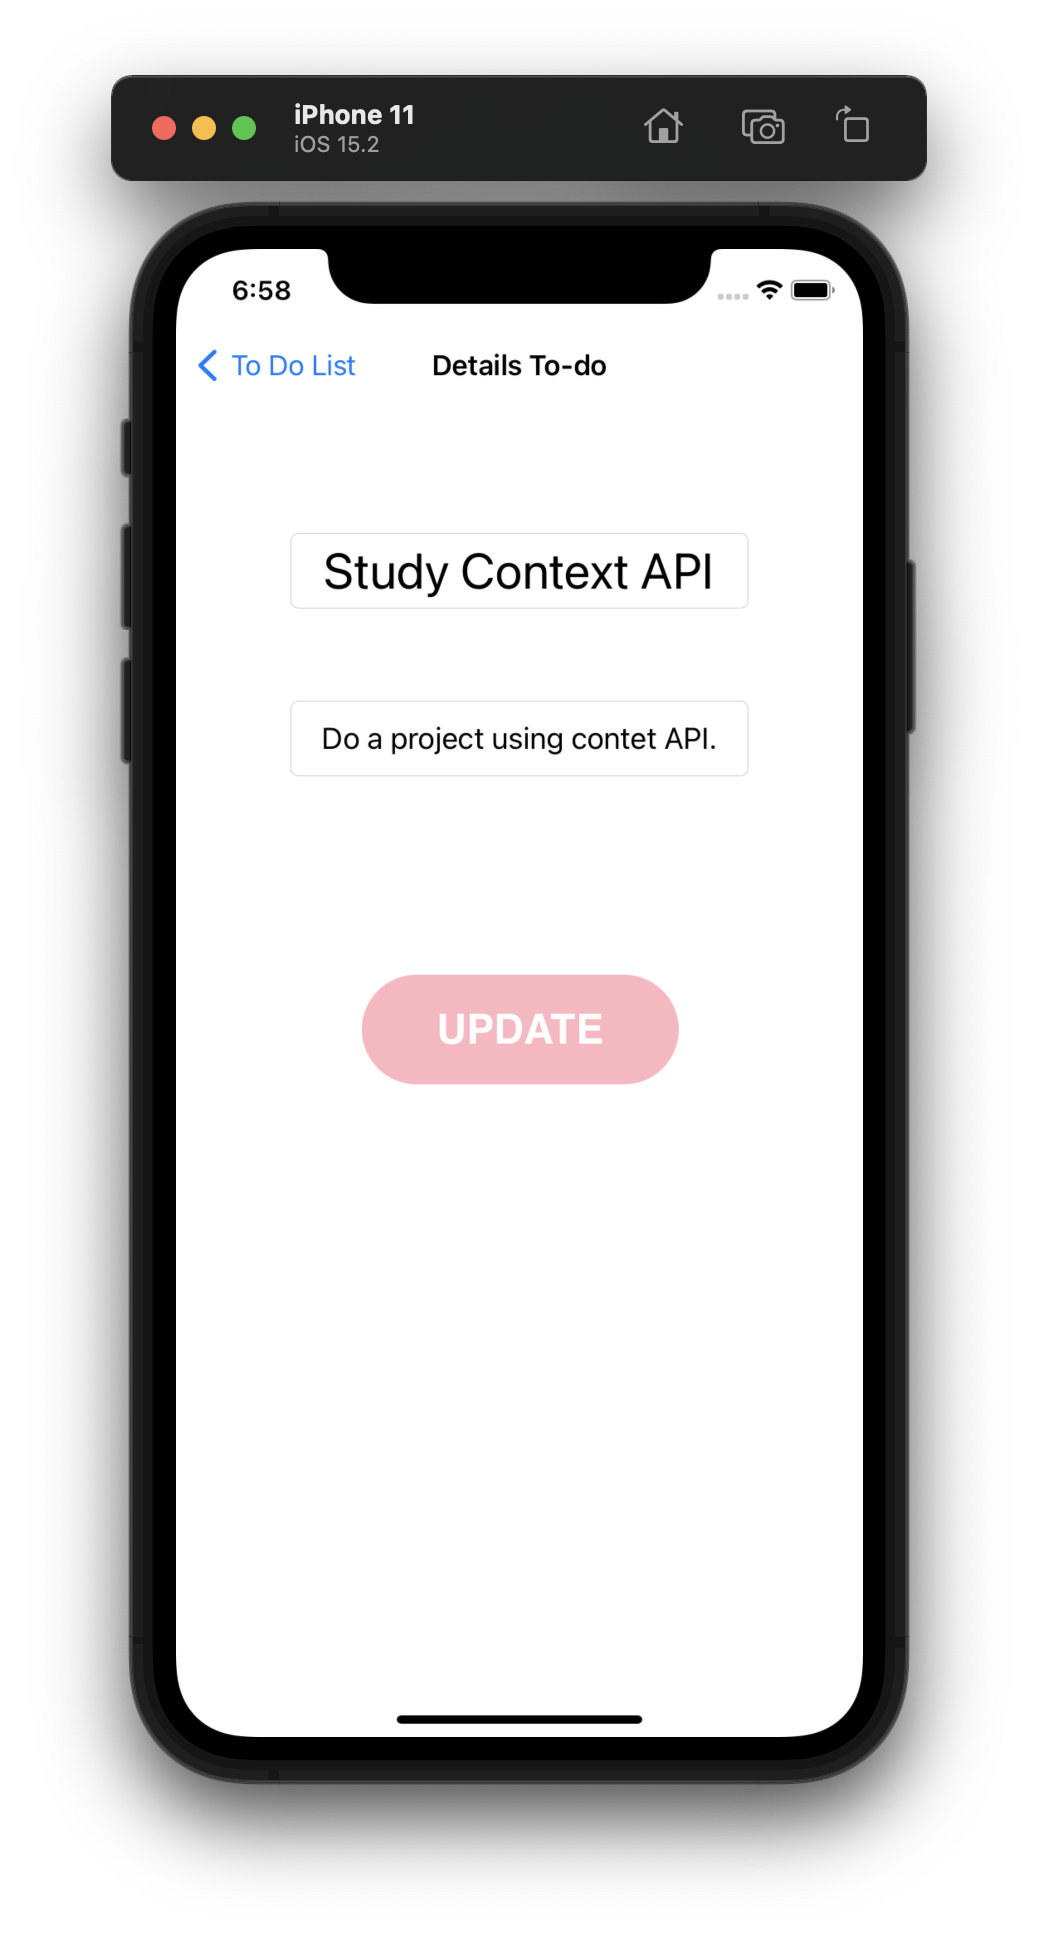 iPhone 11
iOS 15.2
6:58
To Do List
Details To-do
Study Context API
Do a project using contet API.
UPDATE